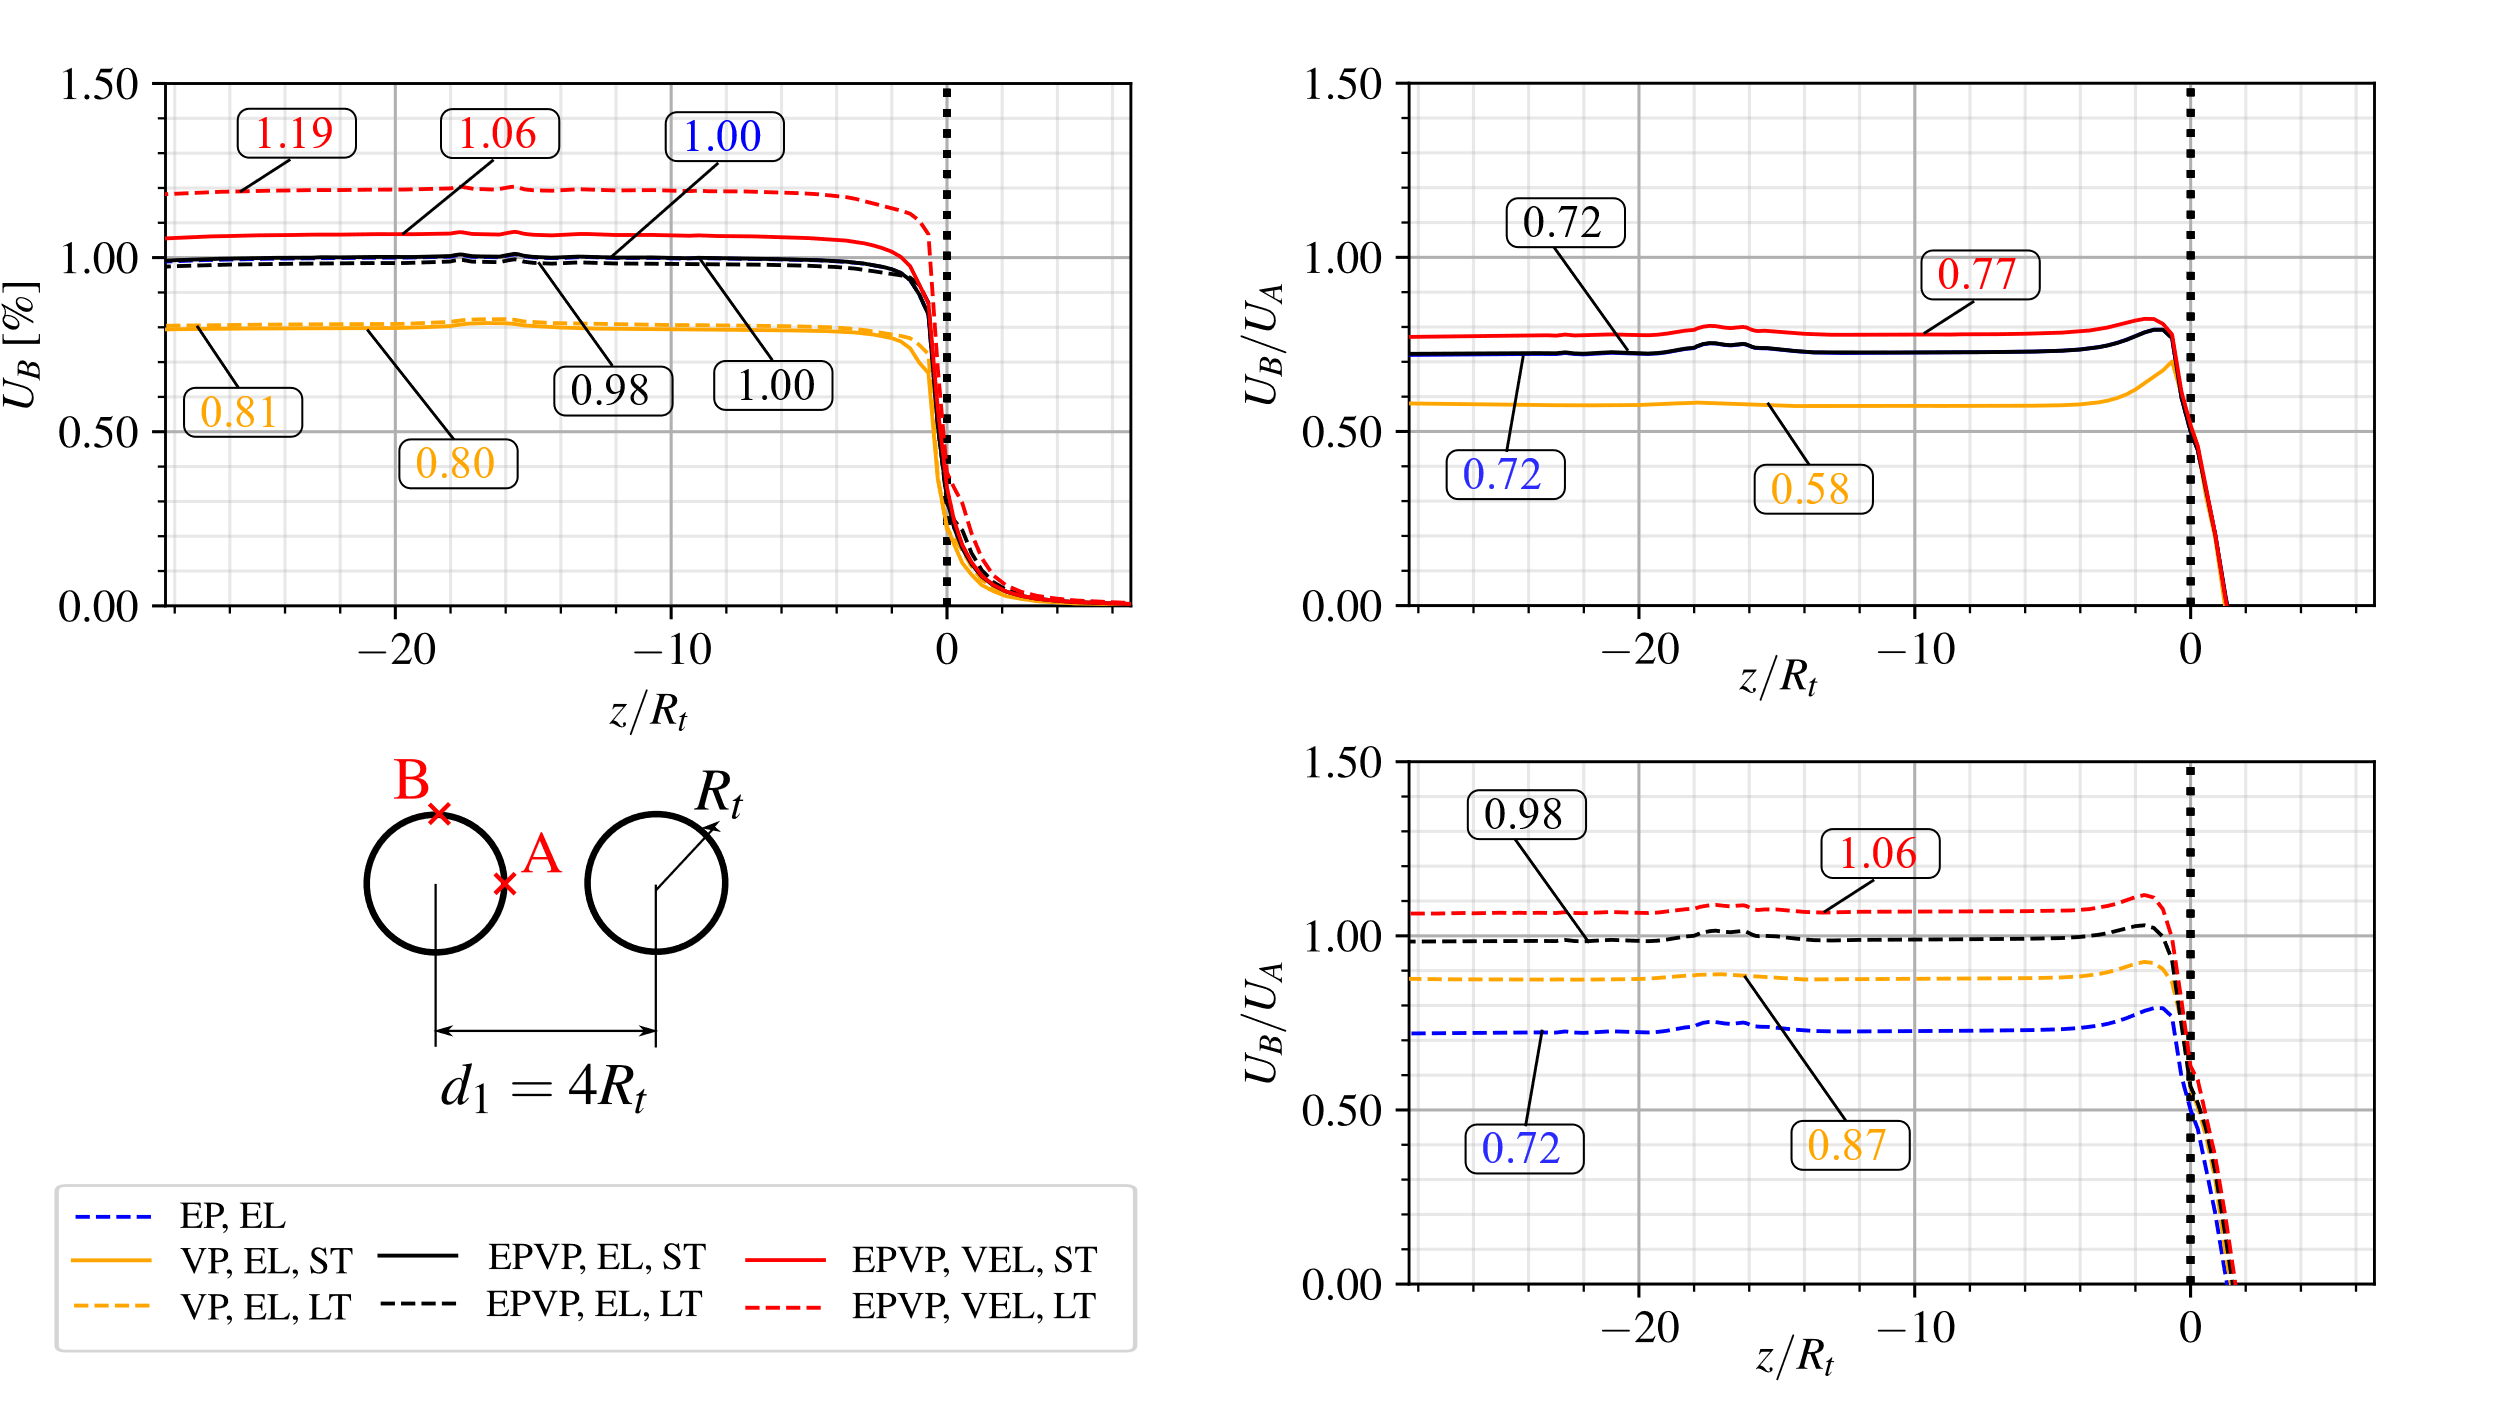 1.50
1.00
0.50
0.00
U_B [%]
1.19
1.06
1.00
0.81
0.80
0.98
1.00
−20
−10
0
z/R_t
1.50
1.00
0.50
0.00
U_B/U_A
0.72
0.77
0.72
0.58
−20
−10
0
z/R_t
B
A
R_t
d_1 = 4R_t
1.50
1.00
0.50
0.00
U_B/U_A
0.98
1.06
0.72
0.87
−20
−10
0
z/R_t
EP, EL
VP, EL, ST
VP, EL, LT
EPVP, EL, ST
EPVP, EL, LT
EPVP, VEL, ST
EPVP, VEL, LT